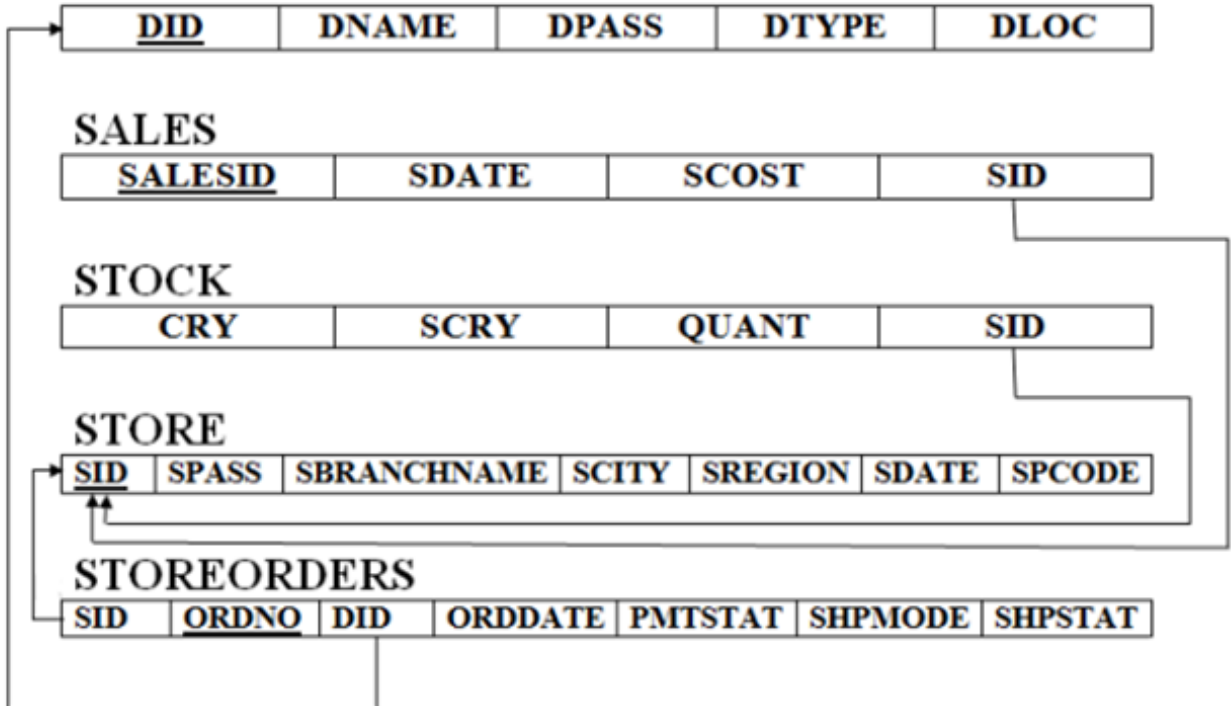 DID DNAME DPASS DTYPE DLOC
SALES
SALESID SDATE SCOST SID
STOCK
CRY SCRY QUANT SID
STORE
SID SPASS SBRANCHNAME SCITY SREGION SDATE SPCODE
STOREORDERS
SID ORDNO DID ORDDATE PMTSTAT SHPMODE SHPSTAT